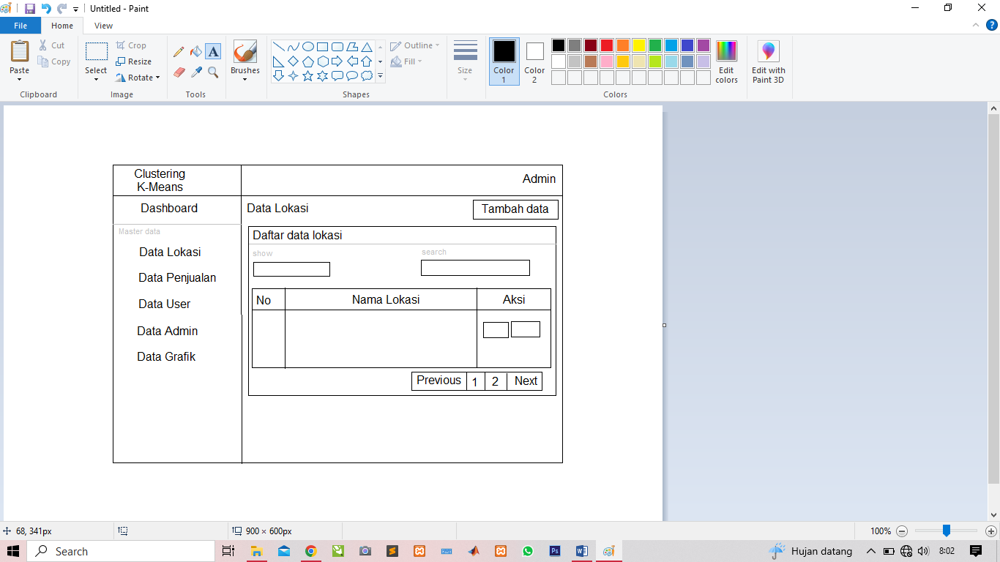 Untitled - Paint
File Home View
Paste
Cut
Copy
Clipboard
Select
Crop
Resize
Rotate
Image
A
Tools
Brushes
Shapes
Outline
Fill
Size
Color 1
Color 2
Colors
Edit colors
Edit with Paint 3D
Clustering
K-Means
Admin
Dashboard
Data Lokasi
Tambah data
Master data
Data Lokasi
Data Penjualan
Data User
Data Admin
Data Grafik
Daftar data lokasi
show
search
No Nama Lokasi Aksi
Previous 1 2 Next
68, 341px
900 × 600px
100%
Search
Hujan datang
8:02